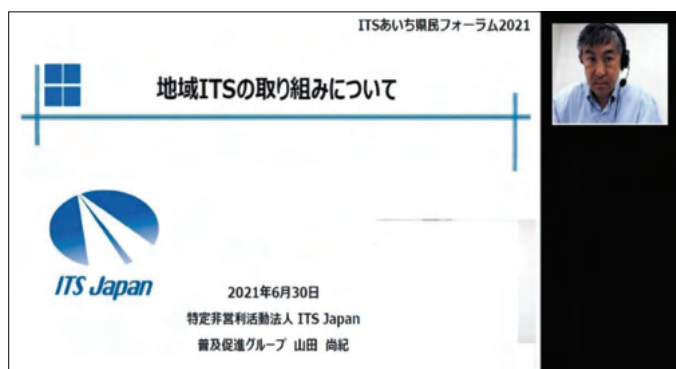 ITSあいち県民フォーラム2021
地域ITSの取り組みについて
ITS Japan
2021年6月30日
特定非営利活動法人 ITS Japan
普及促進グループ 山田 尚紀